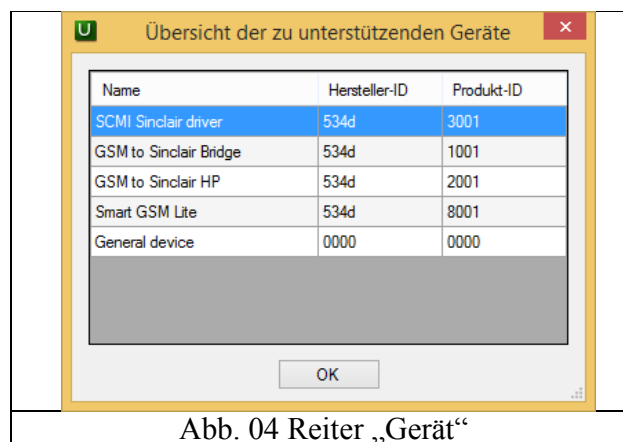 U Übersicht der zu unterstützenden Geräte
Name Hersteller-ID Produkt-ID
SCMI Sinclair driver 534d 3001
GSM to Sinclair Bridge 534d 1001
GSM to Sinclair HP 534d 2001
Smart GSM Lite 534d 8001
General device 0000 0000
OK
Abb. 04 Reiter „Gerät“